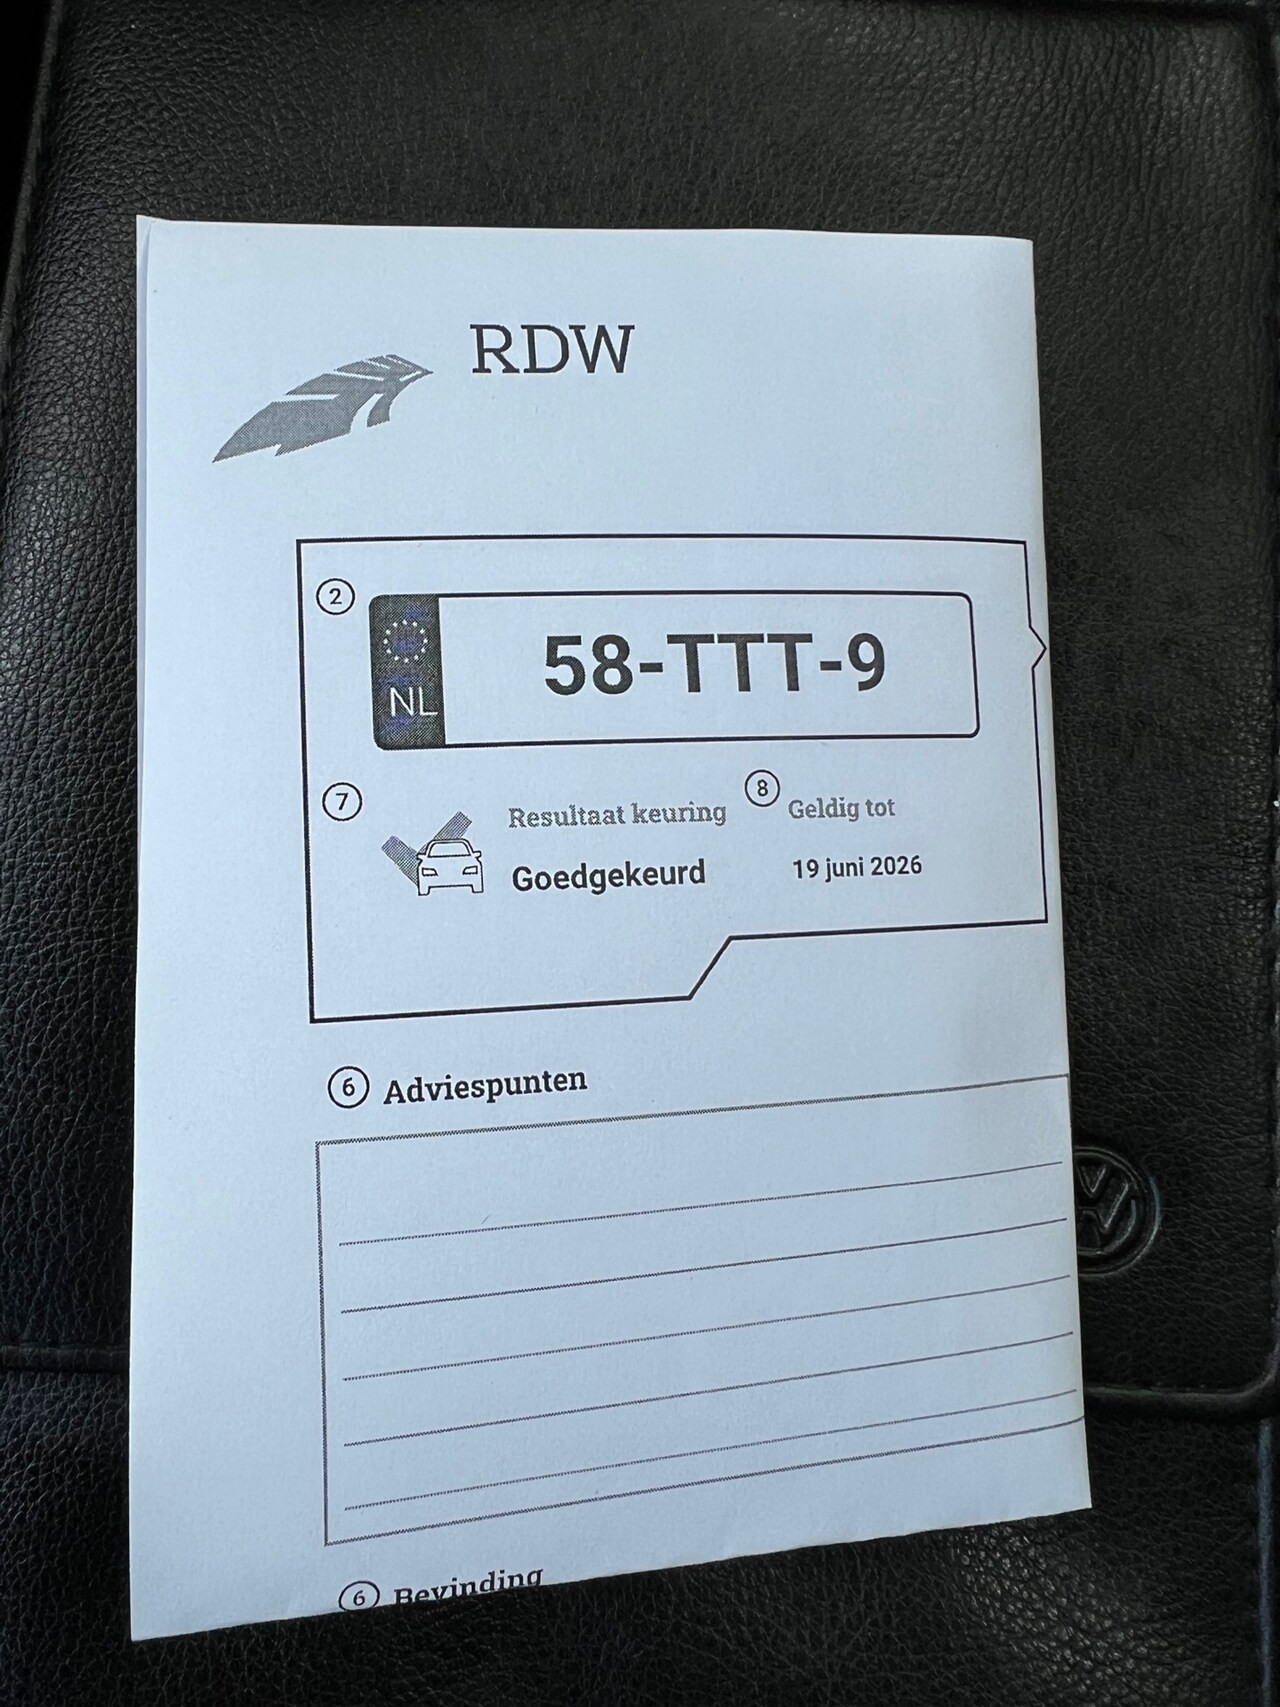 RDW
2
58-TTT-9
NL
7
Resultaat keuring
8
Geldig tot
Goedgekeurd
19 juni 2026
6 Adviespunten
6 Bevinding